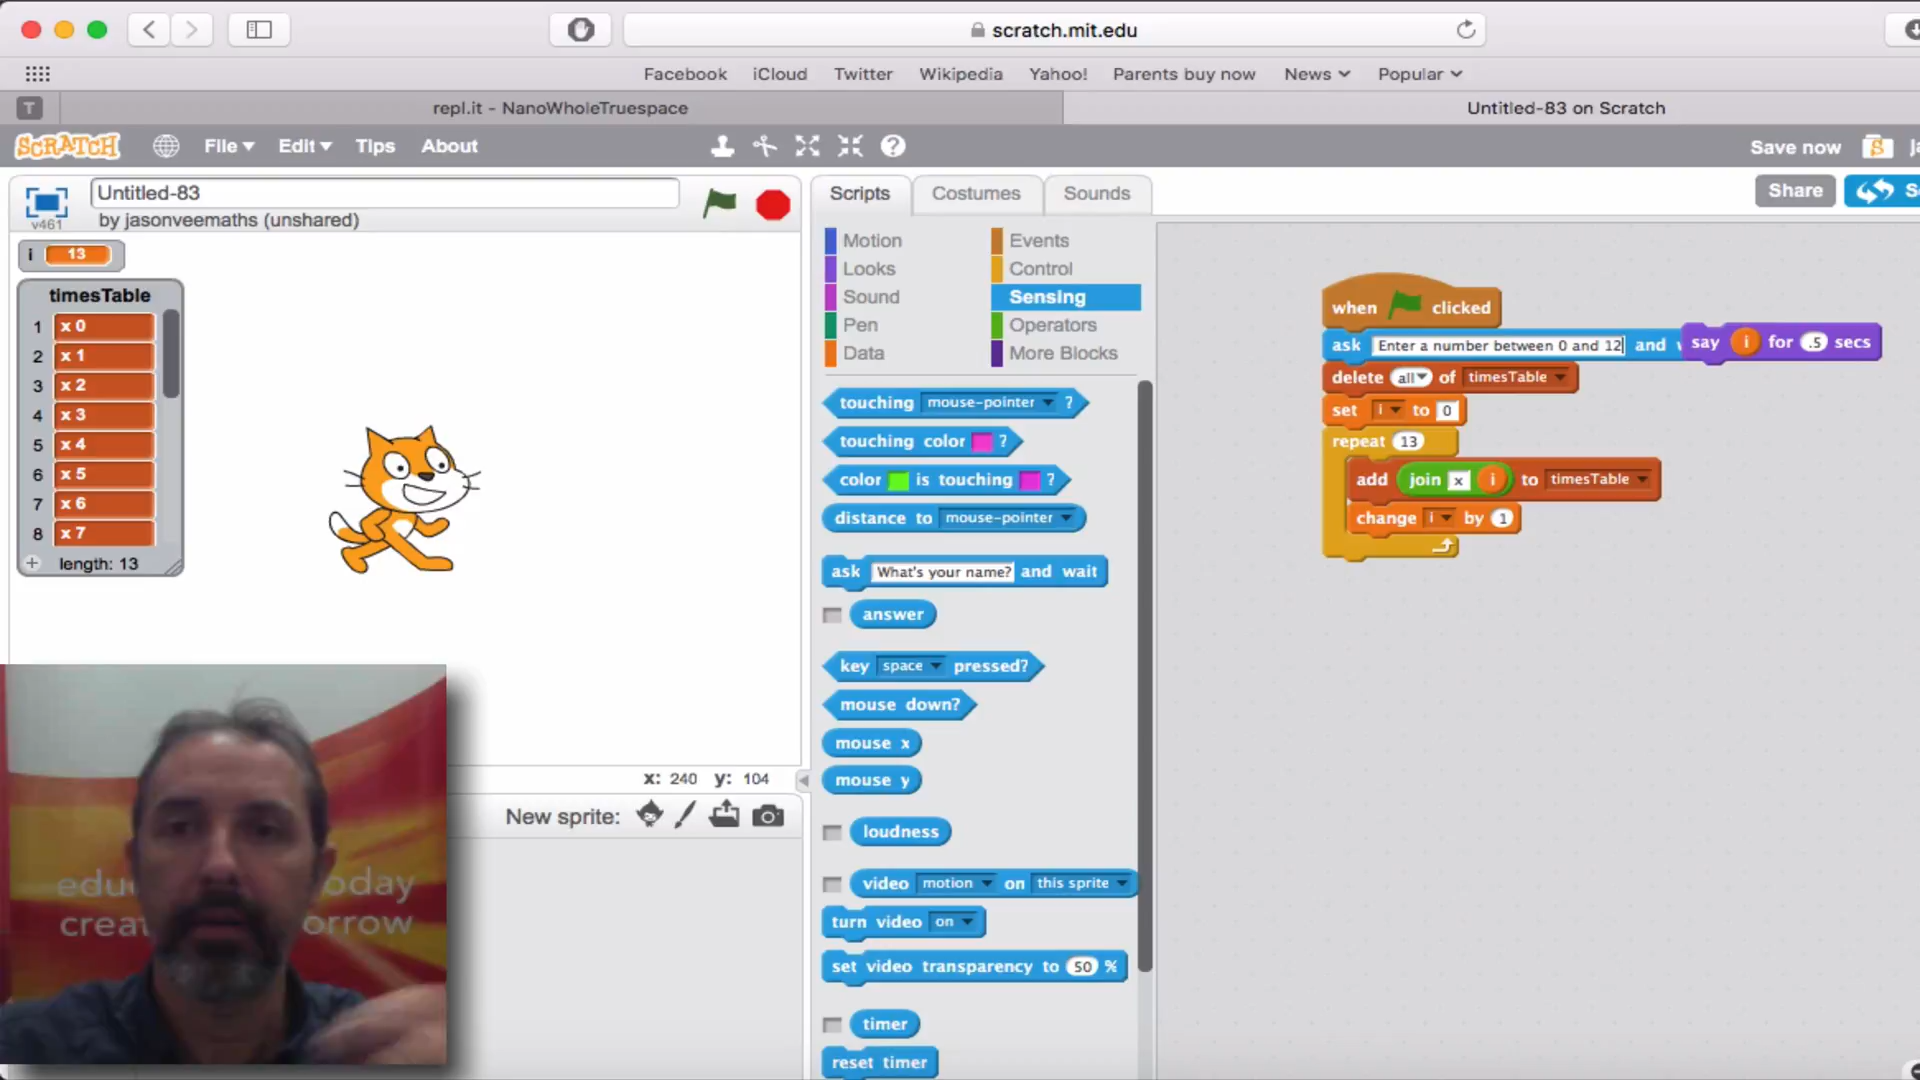 scratch.mit.edu
Facebook iCloud Twitter Wikipedia Yahoo! Parents buy now News Popular
T repl.it - NanoWholeTruespace Untitled-83 on Scratch
SCRATCH File Edit Tips About Save now
Untitled-83
v461 by jasonveemaths (unshared)
Scripts Costumes Sounds Share
i 13
timesTable
1 x 0
2 x 1
3 x 2
4 x 3
5 x 4
6 x 5
7 x 6
8 x 7
+ length: 13
x: 240 y: 104
New sprite:
Motion Events
Looks Control
Sound Sensing
Pen Operators
Data More Blocks
touching mouse-pointer ?
touching color ?
color is touching ?
distance to mouse-pointer
ask What's your name? and wait
answer
key space pressed?
mouse down?
mouse x
mouse y
loudness
video motion on this sprite
turn video on
set video transparency to 50 %
timer
reset timer
when clicked
ask Enter a number between 0 and 12 and
say i for .5 secs
delete all of timesTable
set i to 0
repeat 13
add join x i to timesTable
change i by 1